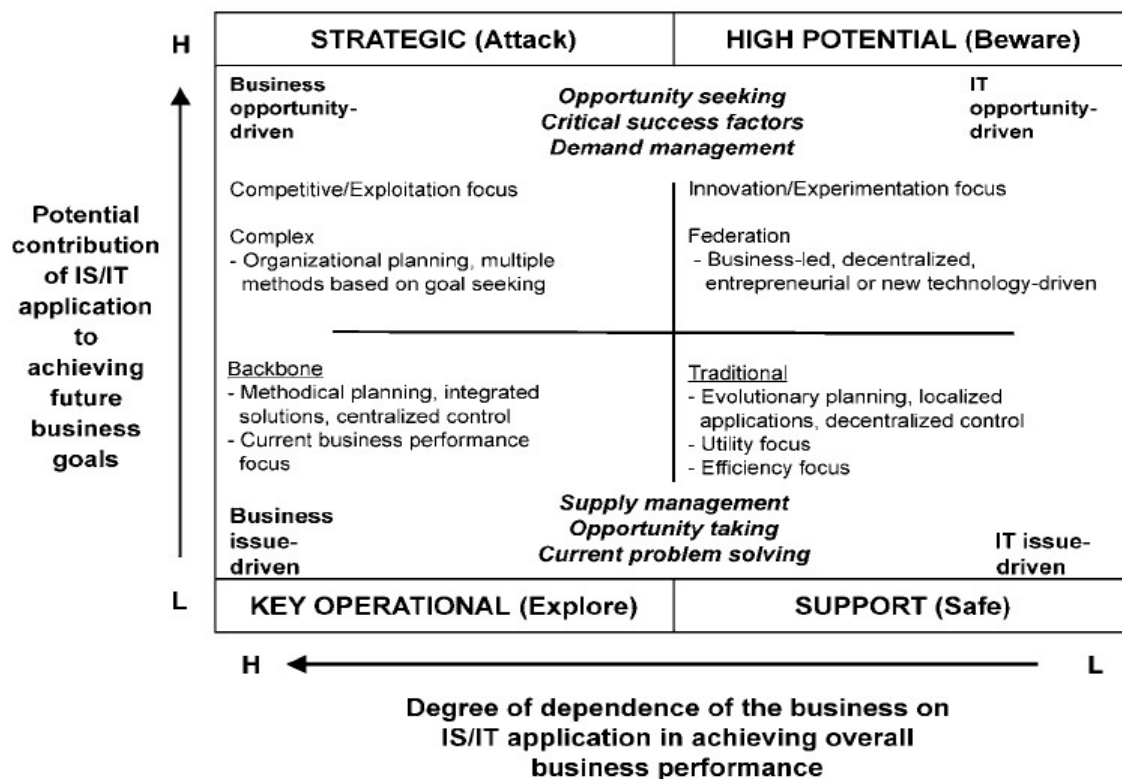 H
STRATEGIC (Attack)
HIGH POTENTIAL (Beware)
Business
opportunity-
driven
Opportunity seeking
Critical success factors
Demand management
IT
opportunity-
driven
Potential
contribution
of IS/IT
application
to
achieving
future
business
goals
Competitive/Exploitation focus
Complex
- Organizational planning, multiple
methods based on goal seeking
Innovation/Experimentation focus
Federation
- Business-led, decentralized,
entrepreneurial or new technology-driven
Backbone
- Methodical planning, integrated
solutions, centralized control
- Current business performance
focus
Traditional
- Evolutionary planning, localized
applications, decentralized control
- Utility focus
- Efficiency focus
Business
issue-
driven
Supply management
Opportunity taking
Current problem solving
IT issue-
driven
L
KEY OPERATIONAL (Explore)
SUPPORT (Safe)
H
L
Degree of dependence of the business on
IS/IT application in achieving overall
business performance